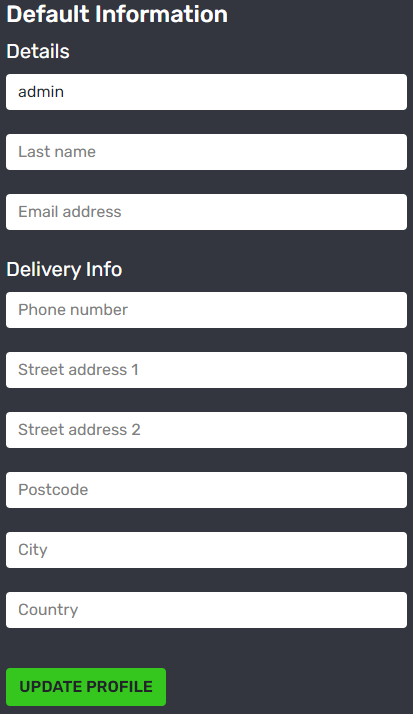 Default Information
Details
admin
Last name
Email address
Delivery Info
Phone number
Street address 1
Street address 2
Postcode
City
Country
UPDATE PROFILE